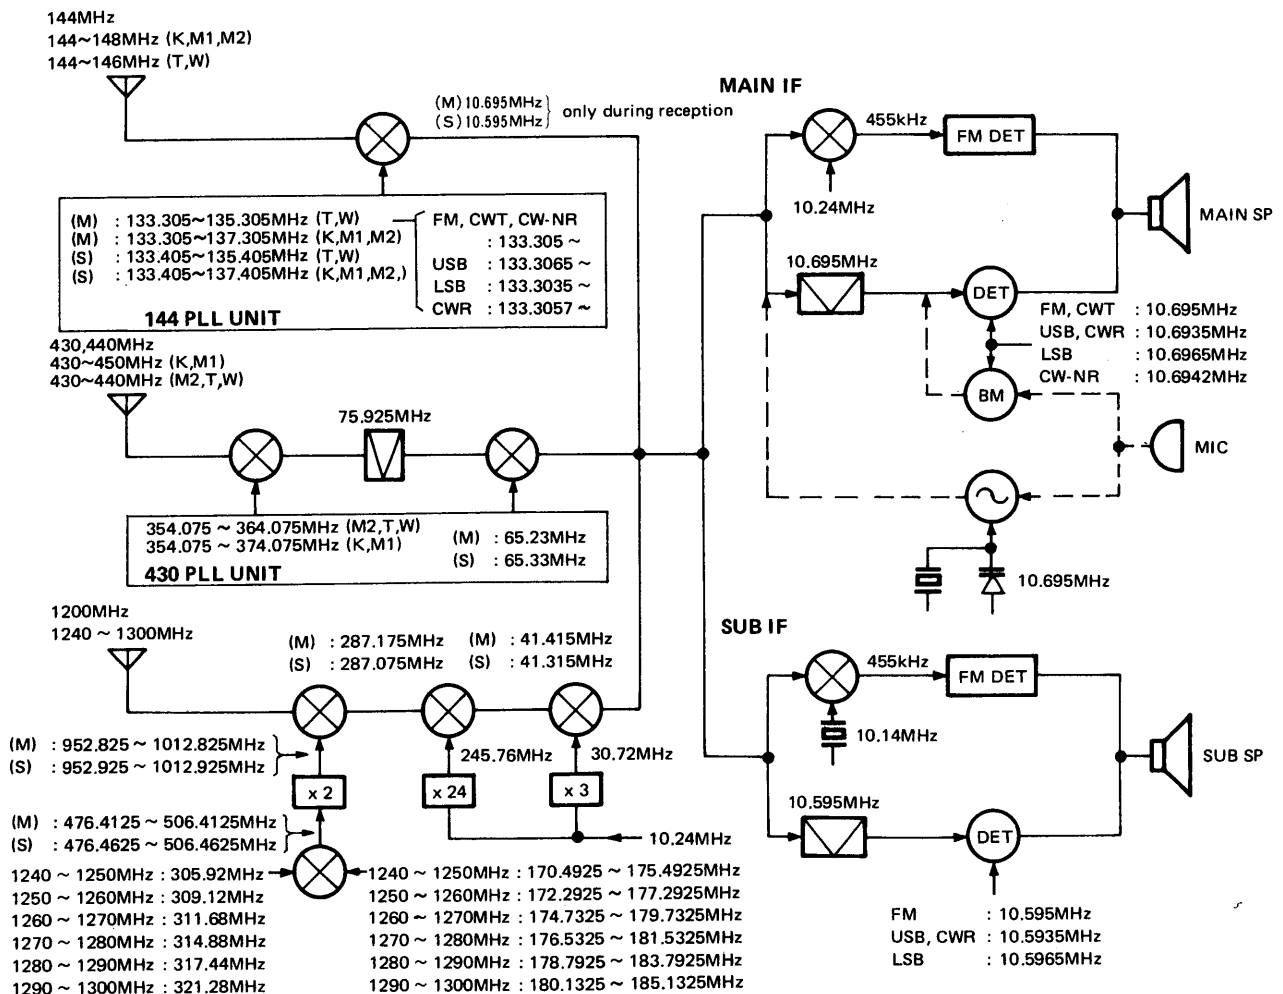 144MHz
144~148MHz (K,M1,M2)
144~146MHz (T,W)
(M) 10.695MHz
(S) 10.595MHz
only during reception
(M) : 133.305~135.305MHz (T,W)
(M) : 133.305~137.305MHz (K,M1,M2)
(S) : 133.405~135.405MHz (T,W)
(S) : 133.405~137.405MHz (K,M1,M2,)
FM, CWT, CW-NR
: 133.305 ~
USB : 133.3065 ~
LSB : 133.3035 ~
CWR : 133.3057 ~
144 PLL UNIT
430,440MHz
430~450MHz (K,M1)
430~440MHz (M2,T,W)
75.925MHz
354.075 ~ 364.075MHz (M2,T,W)
354.075 ~ 374.075MHz (K,M1)
(M) : 65.23MHz
(S) : 65.33MHz
430 PLL UNIT
1200MHz
1240 ~ 1300MHz
(M) : 287.175MHz
(S) : 287.075MHz
(M) : 41.415MHz
(S) : 41.315MHz
(M) : 952.825 ~ 1012.825MHz
(S) : 952.925 ~ 1012.925MHz
245.76MHz
30.72MHz
x 2
x 24
x 3
(M) : 476.4125 ~ 506.4125MHz
(S) : 476.4625 ~ 506.4625MHz
10.24MHz
1240 ~ 1250MHz : 305.92MHz
1250 ~ 1260MHz : 309.12MHz
1260 ~ 1270MHz : 311.68MHz
1270 ~ 1280MHz : 314.88MHz
1280 ~ 1290MHz : 317.44MHz
1290 ~ 1300MHz : 321.28MHz
1240 ~ 1250MHz : 170.4925 ~ 175.4925MHz
1250 ~ 1260MHz : 172.2925 ~ 177.2925MHz
1260 ~ 1270MHz : 174.7325 ~ 179.7325MHz
1270 ~ 1280MHz : 176.5325 ~ 181.5325MHz
1280 ~ 1290MHz : 178.7925 ~ 183.7925MHz
1290 ~ 1300MHz : 180.1325 ~ 185.1325MHz
MAIN IF
455kHz
FM DET
10.24MHz
MAIN SP
10.695MHz
DET
FM, CWT : 10.695MHz
USB, CWR : 10.6935MHz
LSB : 10.6965MHz
CW-NR : 10.6942MHz
BM
MIC
10.695MHz
SUB IF
455kHz
FM DET
10.14MHz
SUB SP
10.595MHz
DET
FM : 10.595MHz
USB, CWR : 10.5935MHz
LSB : 10.5965MHz